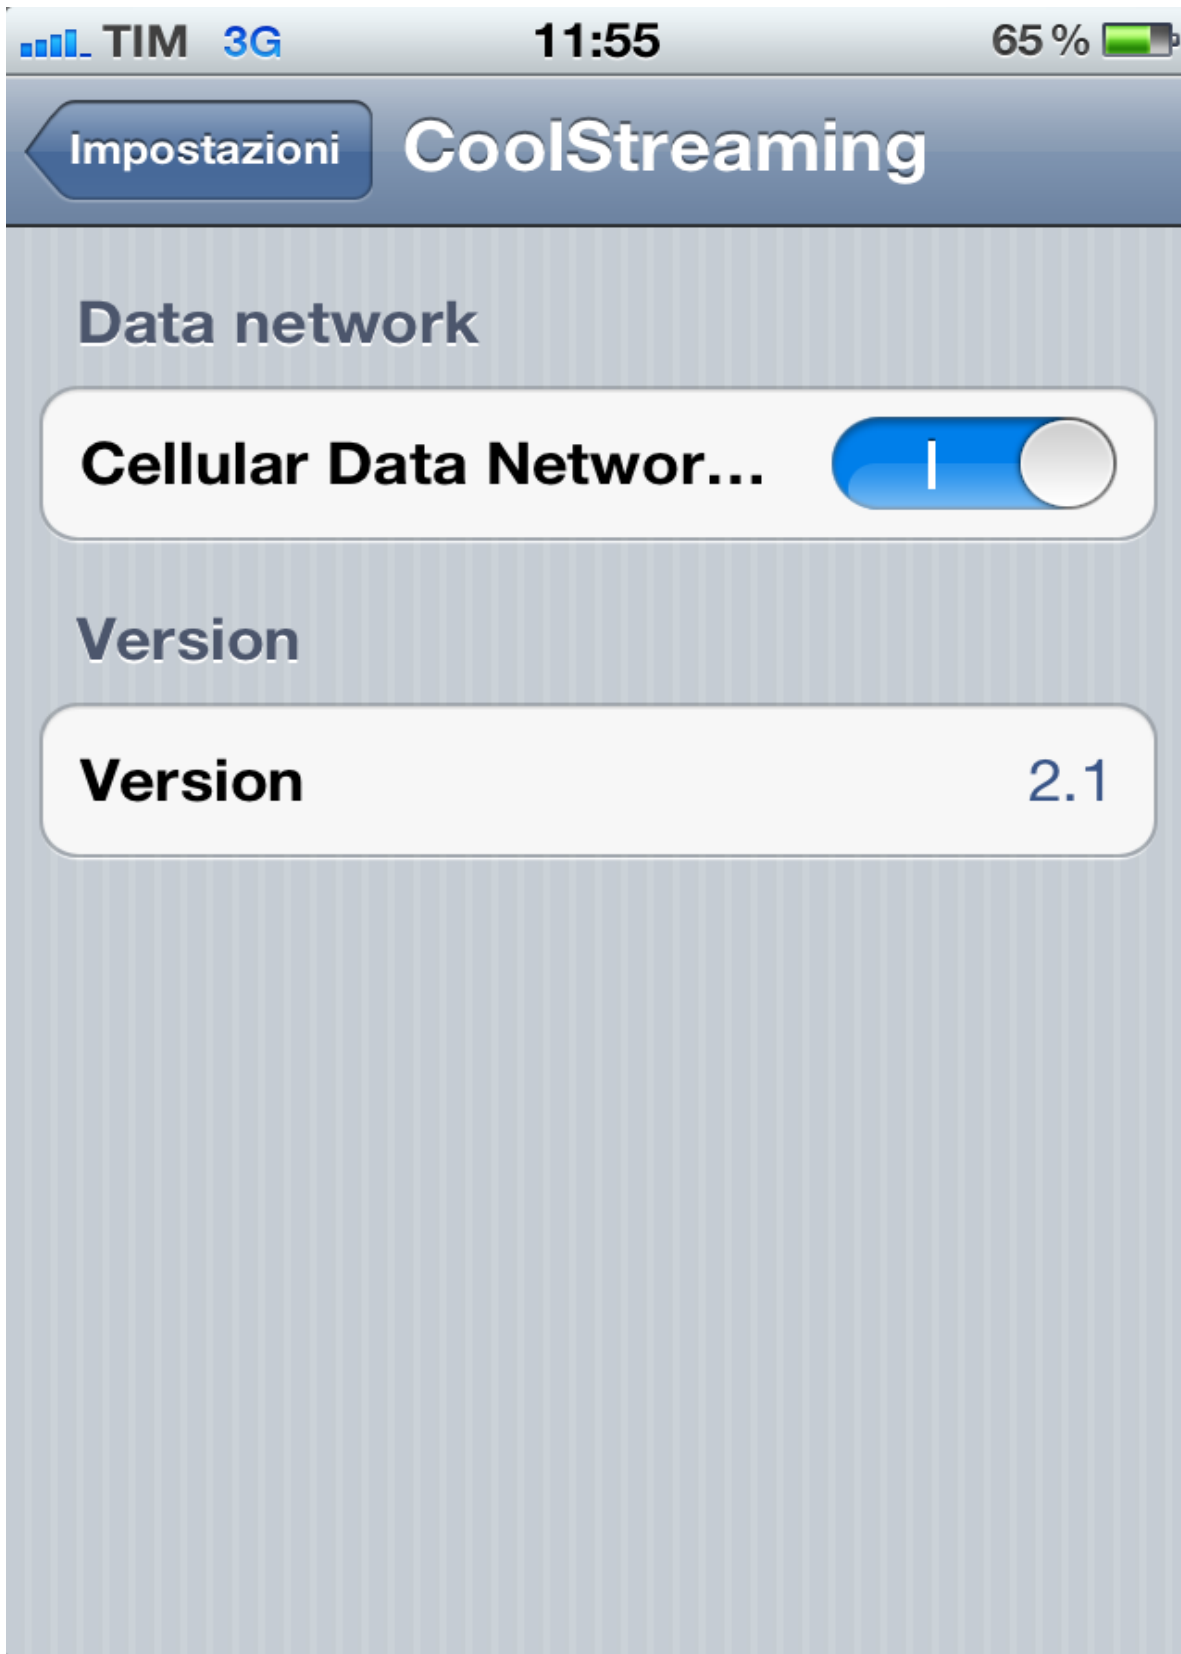 TIM 3G 11:55 65 %
Impostazioni CoolStreaming
Data network
Cellular Data Networ...
Version
Version 2.1